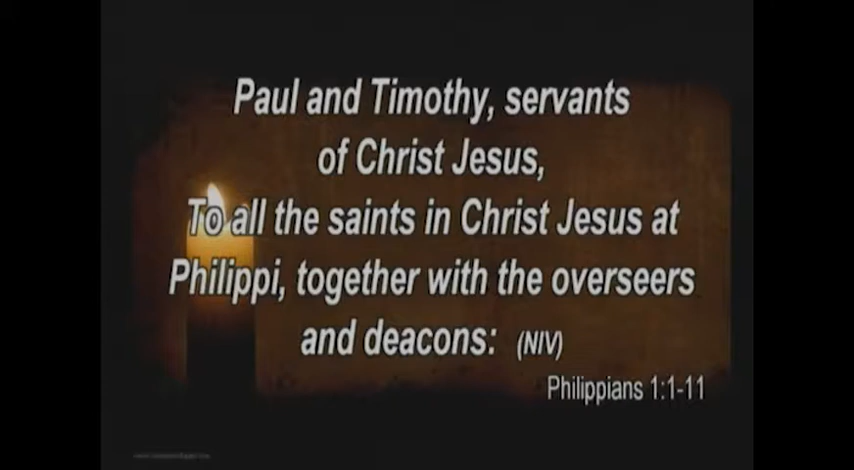 Paul and Timothy, servants
of Christ Jesus,
To all the saints in Christ Jesus at
Philippi, together with the overseers
and deacons: (NIV)
Philippians 1:1-11